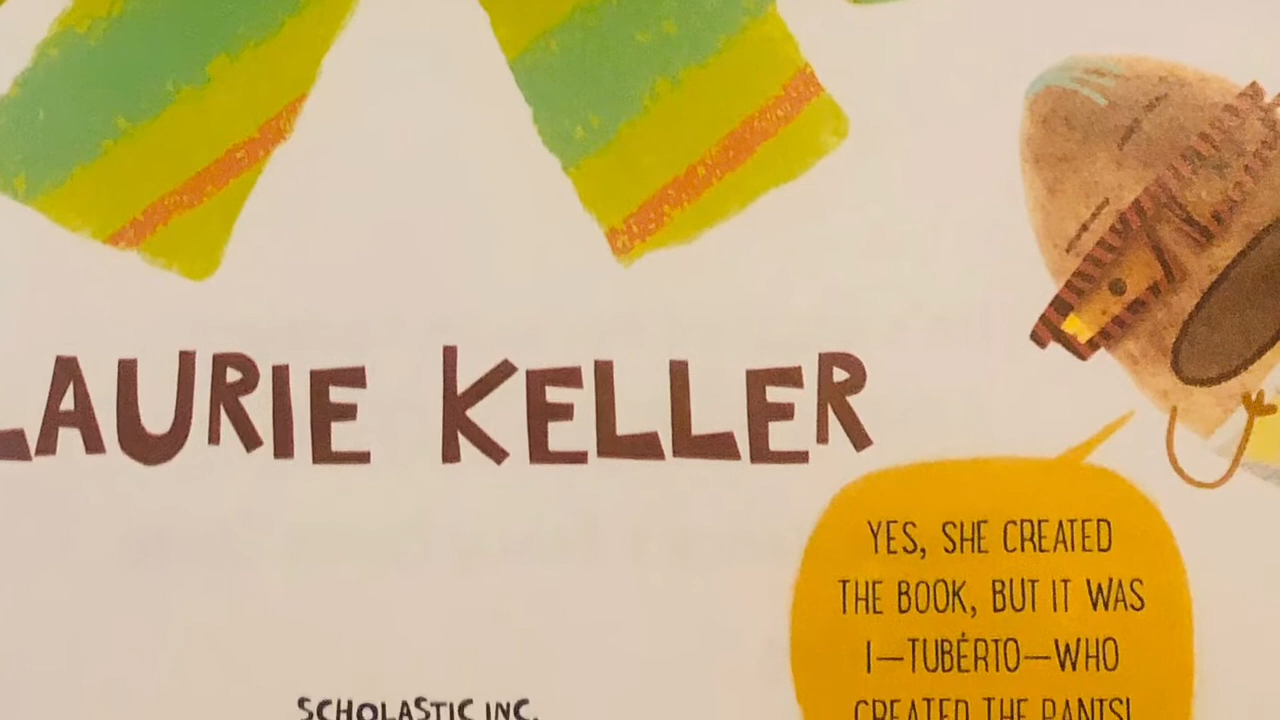 LAURIE KELLER
YES, SHE CREATED
THE BOOK, BUT IT WAS
I—TUBÉRTO—WHO
CREATED THE PANTS!
SCHOLASTIC INC.